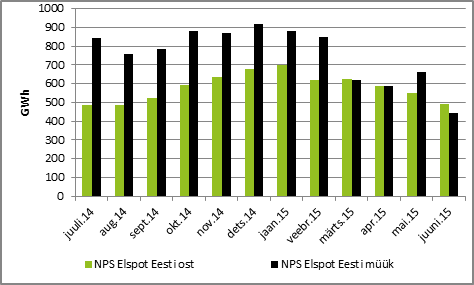 1000
900
800
700
600
500
400
300
200
100
0
GWh
juuli.14
aug.14
sept.14
okt.14
nov.14
dets.14
jaan.15
veebr.15
märts.15
apr.15
mai.15
juuni.15
NPS Elspot Eesti ost
NPS Elspot Eesti müük